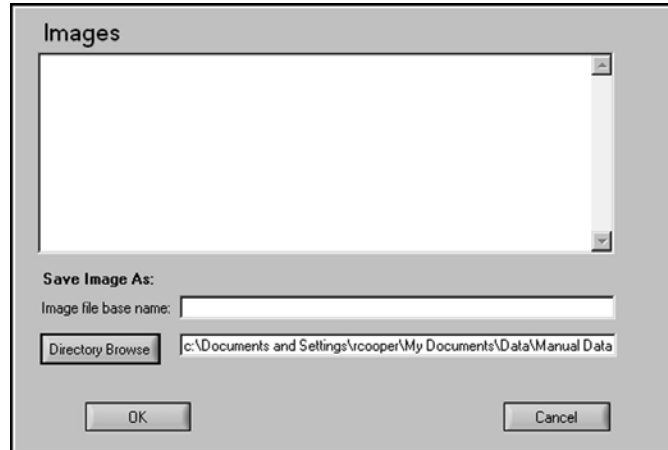 Images
Save Image As:
Image file base name:
Directory Browse c:\Documents and Settings\rcooper\My Documents\Data\Manual Data
OK Cancel